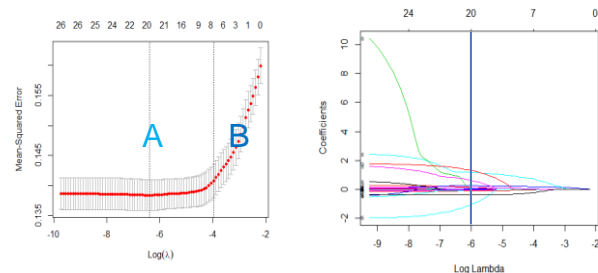 26 26 25 24 24 22 20 21 16 9 6 3 1 0
Mean-Squared Error
0.135 0.145 0.155
A
B
-10 -8 -6 -4 -2
Log(λ)
24 20 7 0
Coefficients
10
8
6
4
2
0
-2
-9 -8 -7 -6 -5 -4 -3 -2
Log Lambda